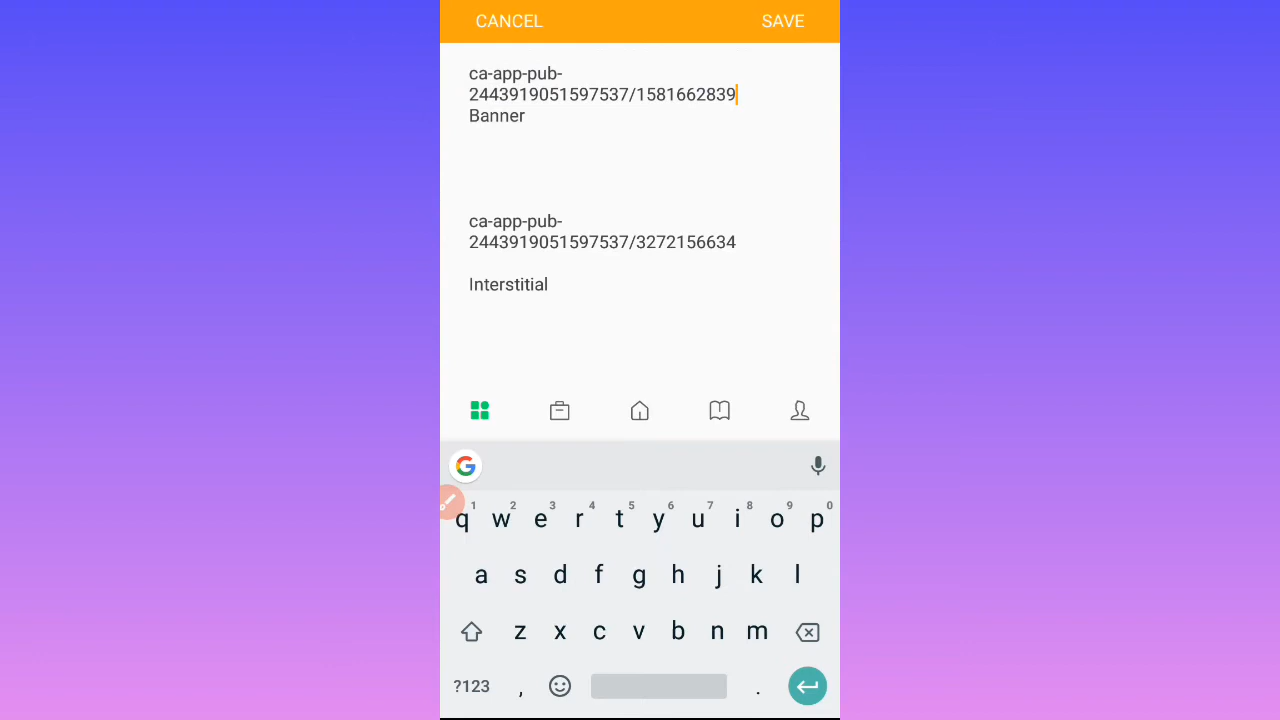 CANCEL SAVE
ca-app-pub-
2443919051597537/1581662839
Banner
ca-app-pub-
2443919051597537/3272156634
Interstitial
G
1 2 3 4 5 6 7 8 9 0
q w e r t y u i o p
a s d f g h j k l
z x c v b n m
?123 , .